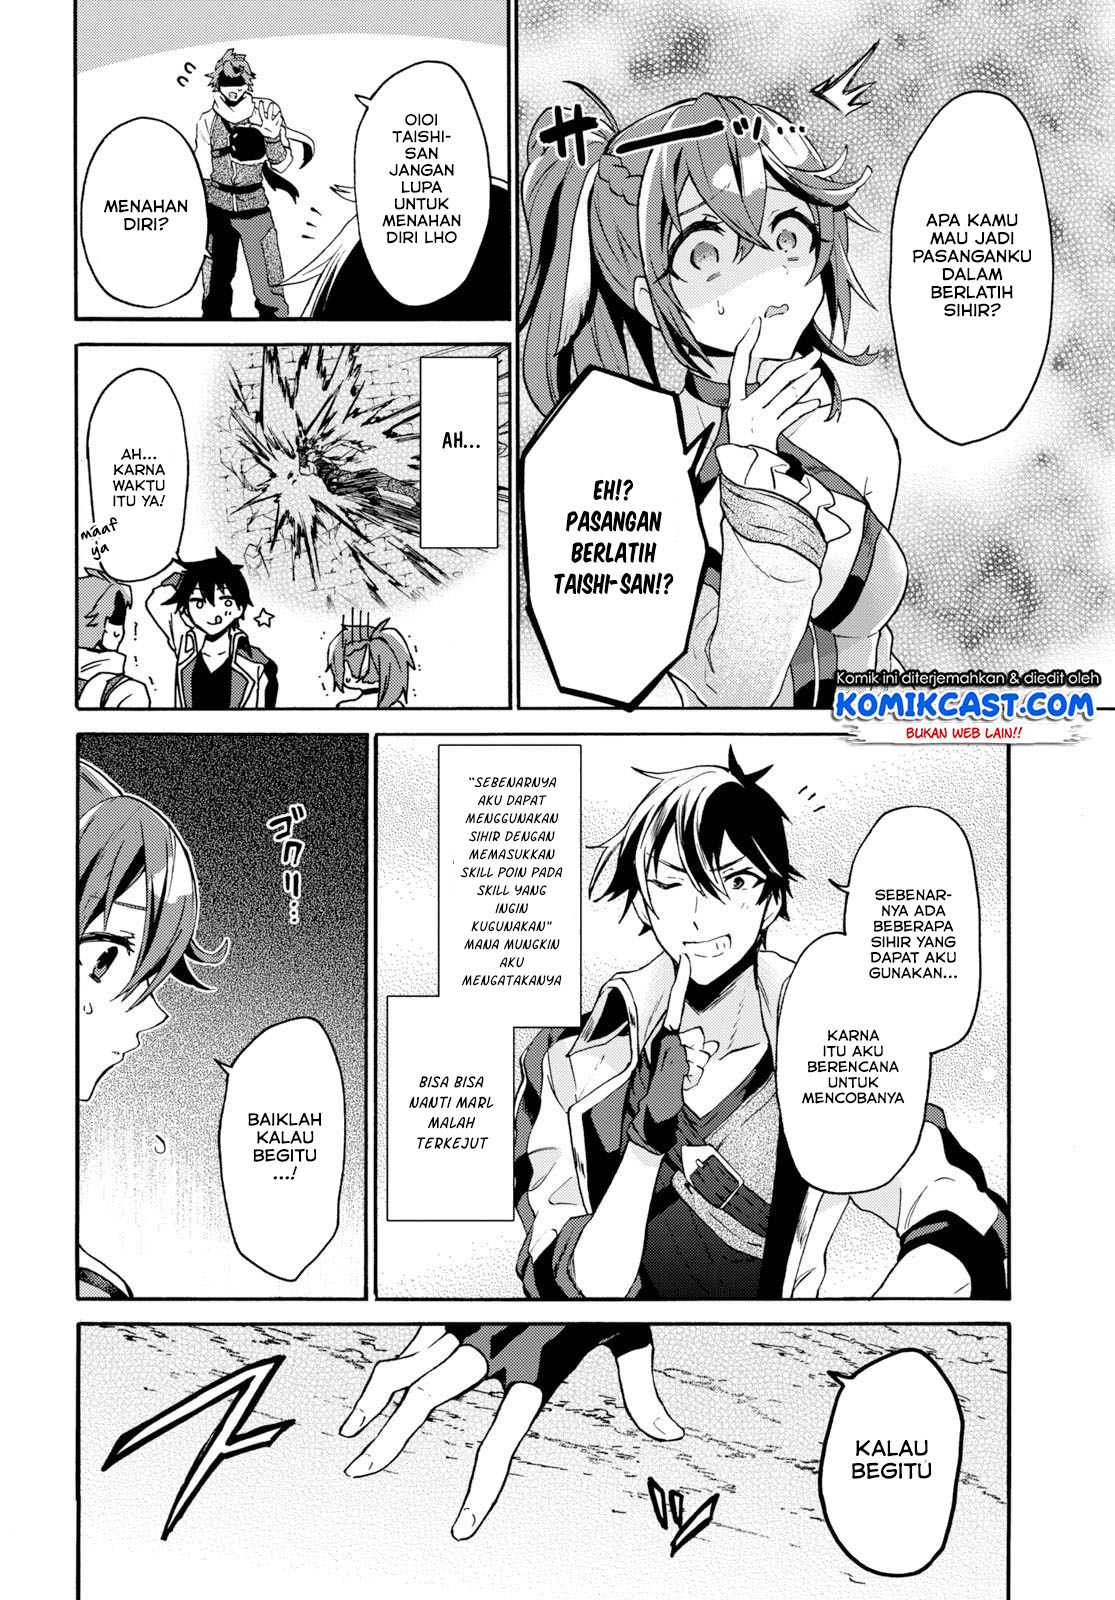 APA KAMU
MAU JADI
PASANGANKU
DALAM
BERLATIH
SIHIR?
EH!?
PASANGAN
BERLATIH
TAISHI-SAN!?
OIOI
TAISHI-
SAN JANGAN
LUPA
UNTUK
MENAHAN
DIRI LHO
MENAHAN
DIRI?
AH...
AH...
KARNA
WAKTU
ITU YA!
maaf
ya
Komik ini diterjemahkan & diedit oleh
KOMIKCAST.COM
BUKAN WEB LAIN!!
SEBENAR-
NYA ADA
BEBERAPA
SIHIR YANG
DAPAT AKU
GUNAKAN...
KARNA
ITU AKU
BERENCANA
UNTUK
MENCOBANYA
"SEBENARNYA
AKU DAPAT
MENGGUNAKAN
SIHIR DENGAN
MEMASUKKAN
SKILL POIN PADA
SKILL YANG
INGIN
KUGUNAKAN"
MANA MUNGKIN
AKU
MENGATAKANYA
BISA BISA
NANTI MARL
MALAH
TERKEJUT
ゴクリ...
BAIKLAH
KALAU
BEGITU
...!
KALAU
BEGITU